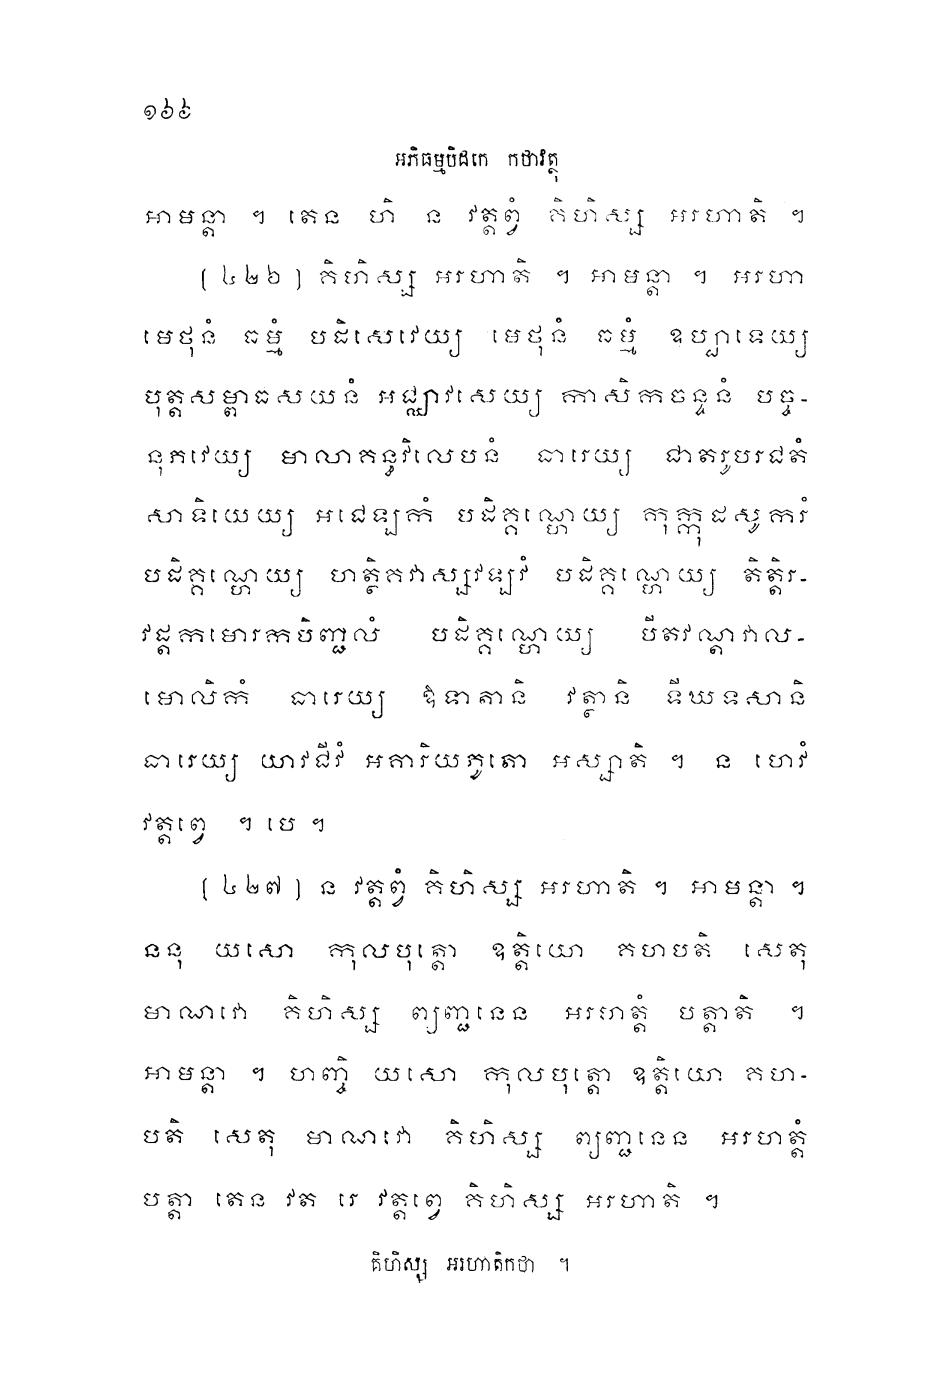 ១៦៦
អភិធម្មបិដកេ កថាវត្ថុ
អាមន្តា ។ តេន ហិ ន វត្តព្វំ គិហិស្ស អរហាតិ ។
(៤២៦) គិហិស្ស អរហាតិ ។ អាមន្តា ។ អរហា
មេថុនំ ធម្មំ បដិសេវេយ្យ មេថុនំ ធម្មំ ឧប្បាទេយ្យ
បុត្តសម្ពាធសយនំ អជ្ឈាវសេយ្យ កាសិកចន្ទនំ បច្ច-
នុភវេយ្យ មាលាគន្ធវិលេបនំ ធារេយ្យ ជាតរូបរជតំ
សាទិយេយ្យ អជេឡកំ បដិគ្គណ្ហេយ្យ កុក្កុដសូករំ
បដិគ្គណ្ហេយ្យ ហត្ថិគវាស្សវឡវំ បដិគ្គណ្ហេយ្យ តិត្តិរ-
វដ្ដកមោរកបិញ្ជលំ បដិគ្គណ្ហេយ្យ បីតវណ្តវាល-
មោលិកំ ធារេយ្យ ឱទាតានិ វត្ថានិ ទីឃទសានិ
ធារេយ្យ យាវជីវំ អគារិយភូតោ អស្សាតិ ។ ន ហេវំ
វត្តព្វេ ។ បេ ។
(៤២៧) ន វត្តព្វំ គិហិស្ស អរហាតិ ។ អាមន្តា ។
ននុ យសោ កុលបុត្តោ ឧត្តិយោ គហបតិ សេតុ
មាណវោ គិហិស្ស ព្យញ្ជនេន អរហត្តំ បត្តាតិ ។
អាមន្តា ។ ហញ្ចិ យសោ កុលបុត្តោ ឧត្តិយោ គហ-
បតិ សេតុ មាណវោ គិហិស្ស ព្យញ្ជនេន អរហត្តំ
បត្តា តេន វត រេ វត្តព្វេ គិហិស្ស អរហាតិ ។
គិហិស្ស អរហាតិកថា ។